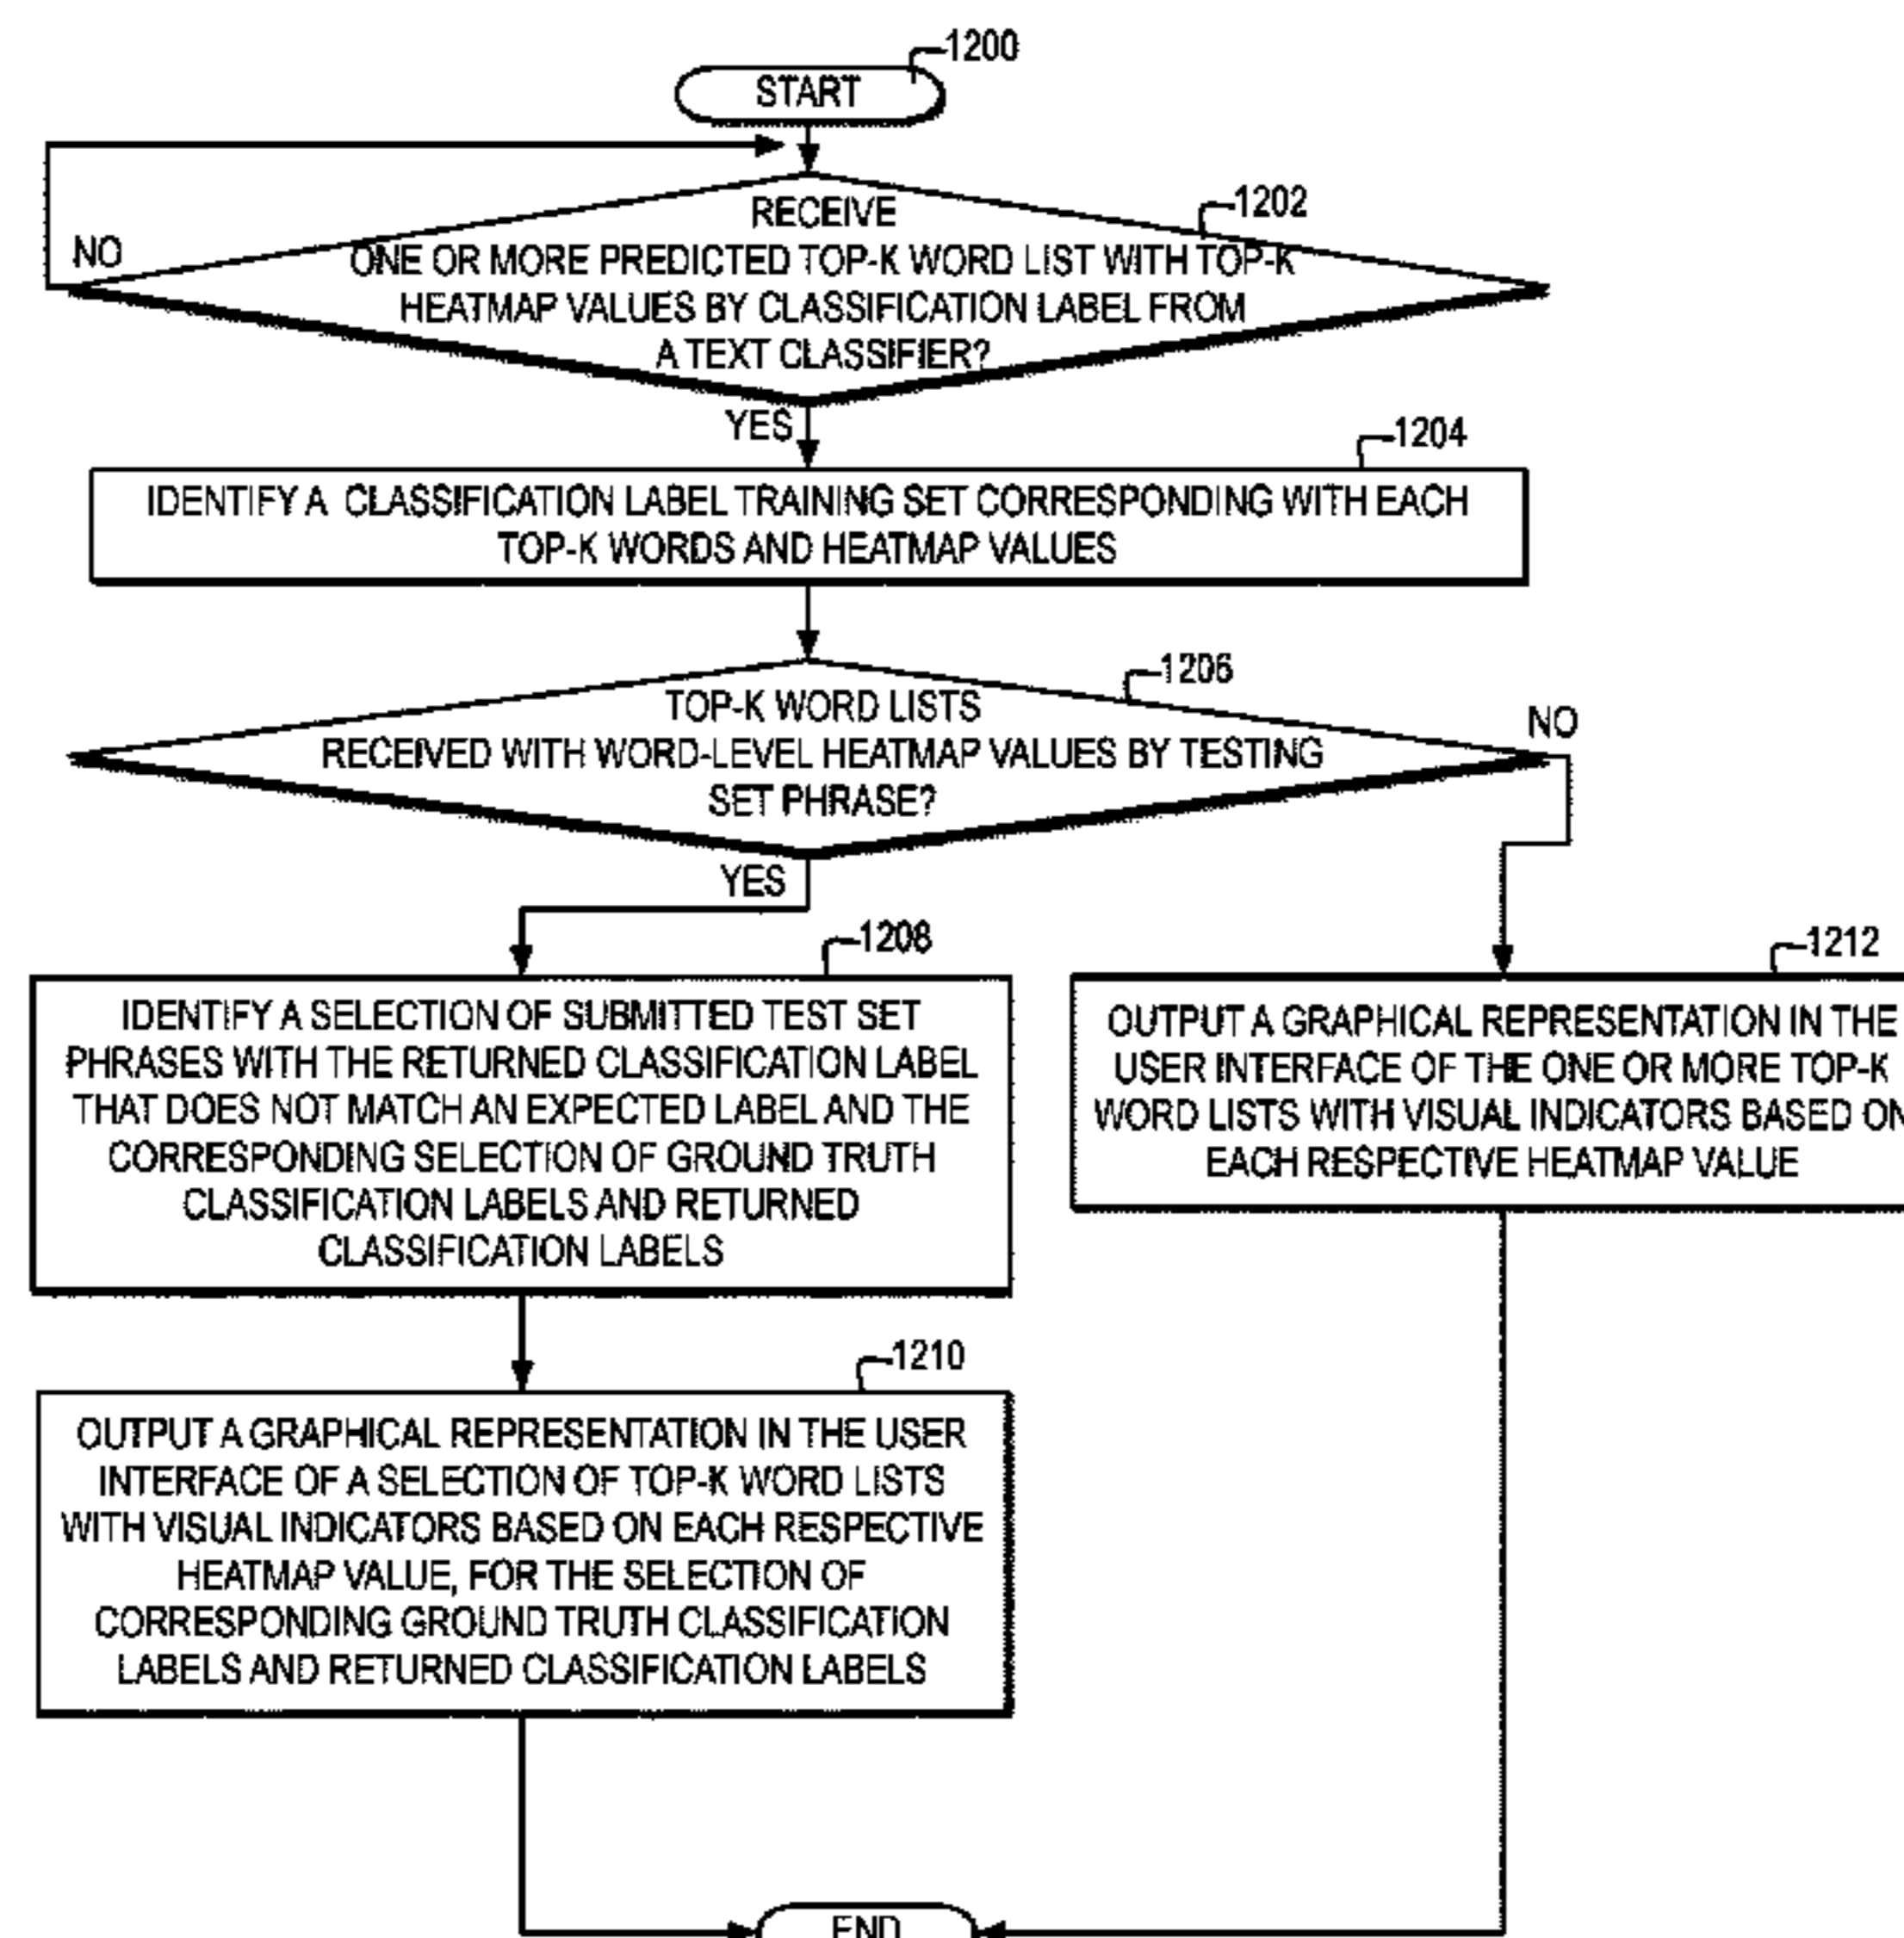 1200
START
1202
RECEIVE
ONE OR MORE PREDICTED TOP-K WORD LIST WITH TOP-K
HEATMAP VALUES BY CLASSIFICATION LABEL FROM
A TEXT CLASSIFIER?
NO
YES
1204
IDENTIFY A CLASSIFICATION LABEL TRAINING SET CORRESPONDING WITH EACH
TOP-K WORDS AND HEATMAP VALUES
1206
TOP-K WORD LISTS
RECEIVED WITH WORD-LEVEL HEATMAP VALUES BY TESTING
SET PHRASE?
NO
YES
1208
IDENTIFY A SELECTION OF SUBMITTED TEST SET
PHRASES WITH THE RETURNED CLASSIFICATION LABEL
THAT DOES NOT MATCH AN EXPECTED LABEL AND THE
CORRESPONDING SELECTION OF GROUND TRUTH
CLASSIFICATION LABELS AND RETURNED
CLASSIFICATION LABELS
1212
OUTPUT A GRAPHICAL REPRESENTATION IN THE
USER INTERFACE OF THE ONE OR MORE TOP-K
WORD LISTS WITH VISUAL INDICATORS BASED ON
EACH RESPECTIVE HEATMAP VALUE
1210
OUTPUT A GRAPHICAL REPRESENTATION IN THE USER
INTERFACE OF A SELECTION OF TOP-K WORD LISTS
WITH VISUAL INDICATORS BASED ON EACH RESPECTIVE
HEATMAP VALUE, FOR THE SELECTION OF
CORRESPONDING GROUND TRUTH CLASSIFICATION
LABELS AND RETURNED CLASSIFICATION LABELS
END